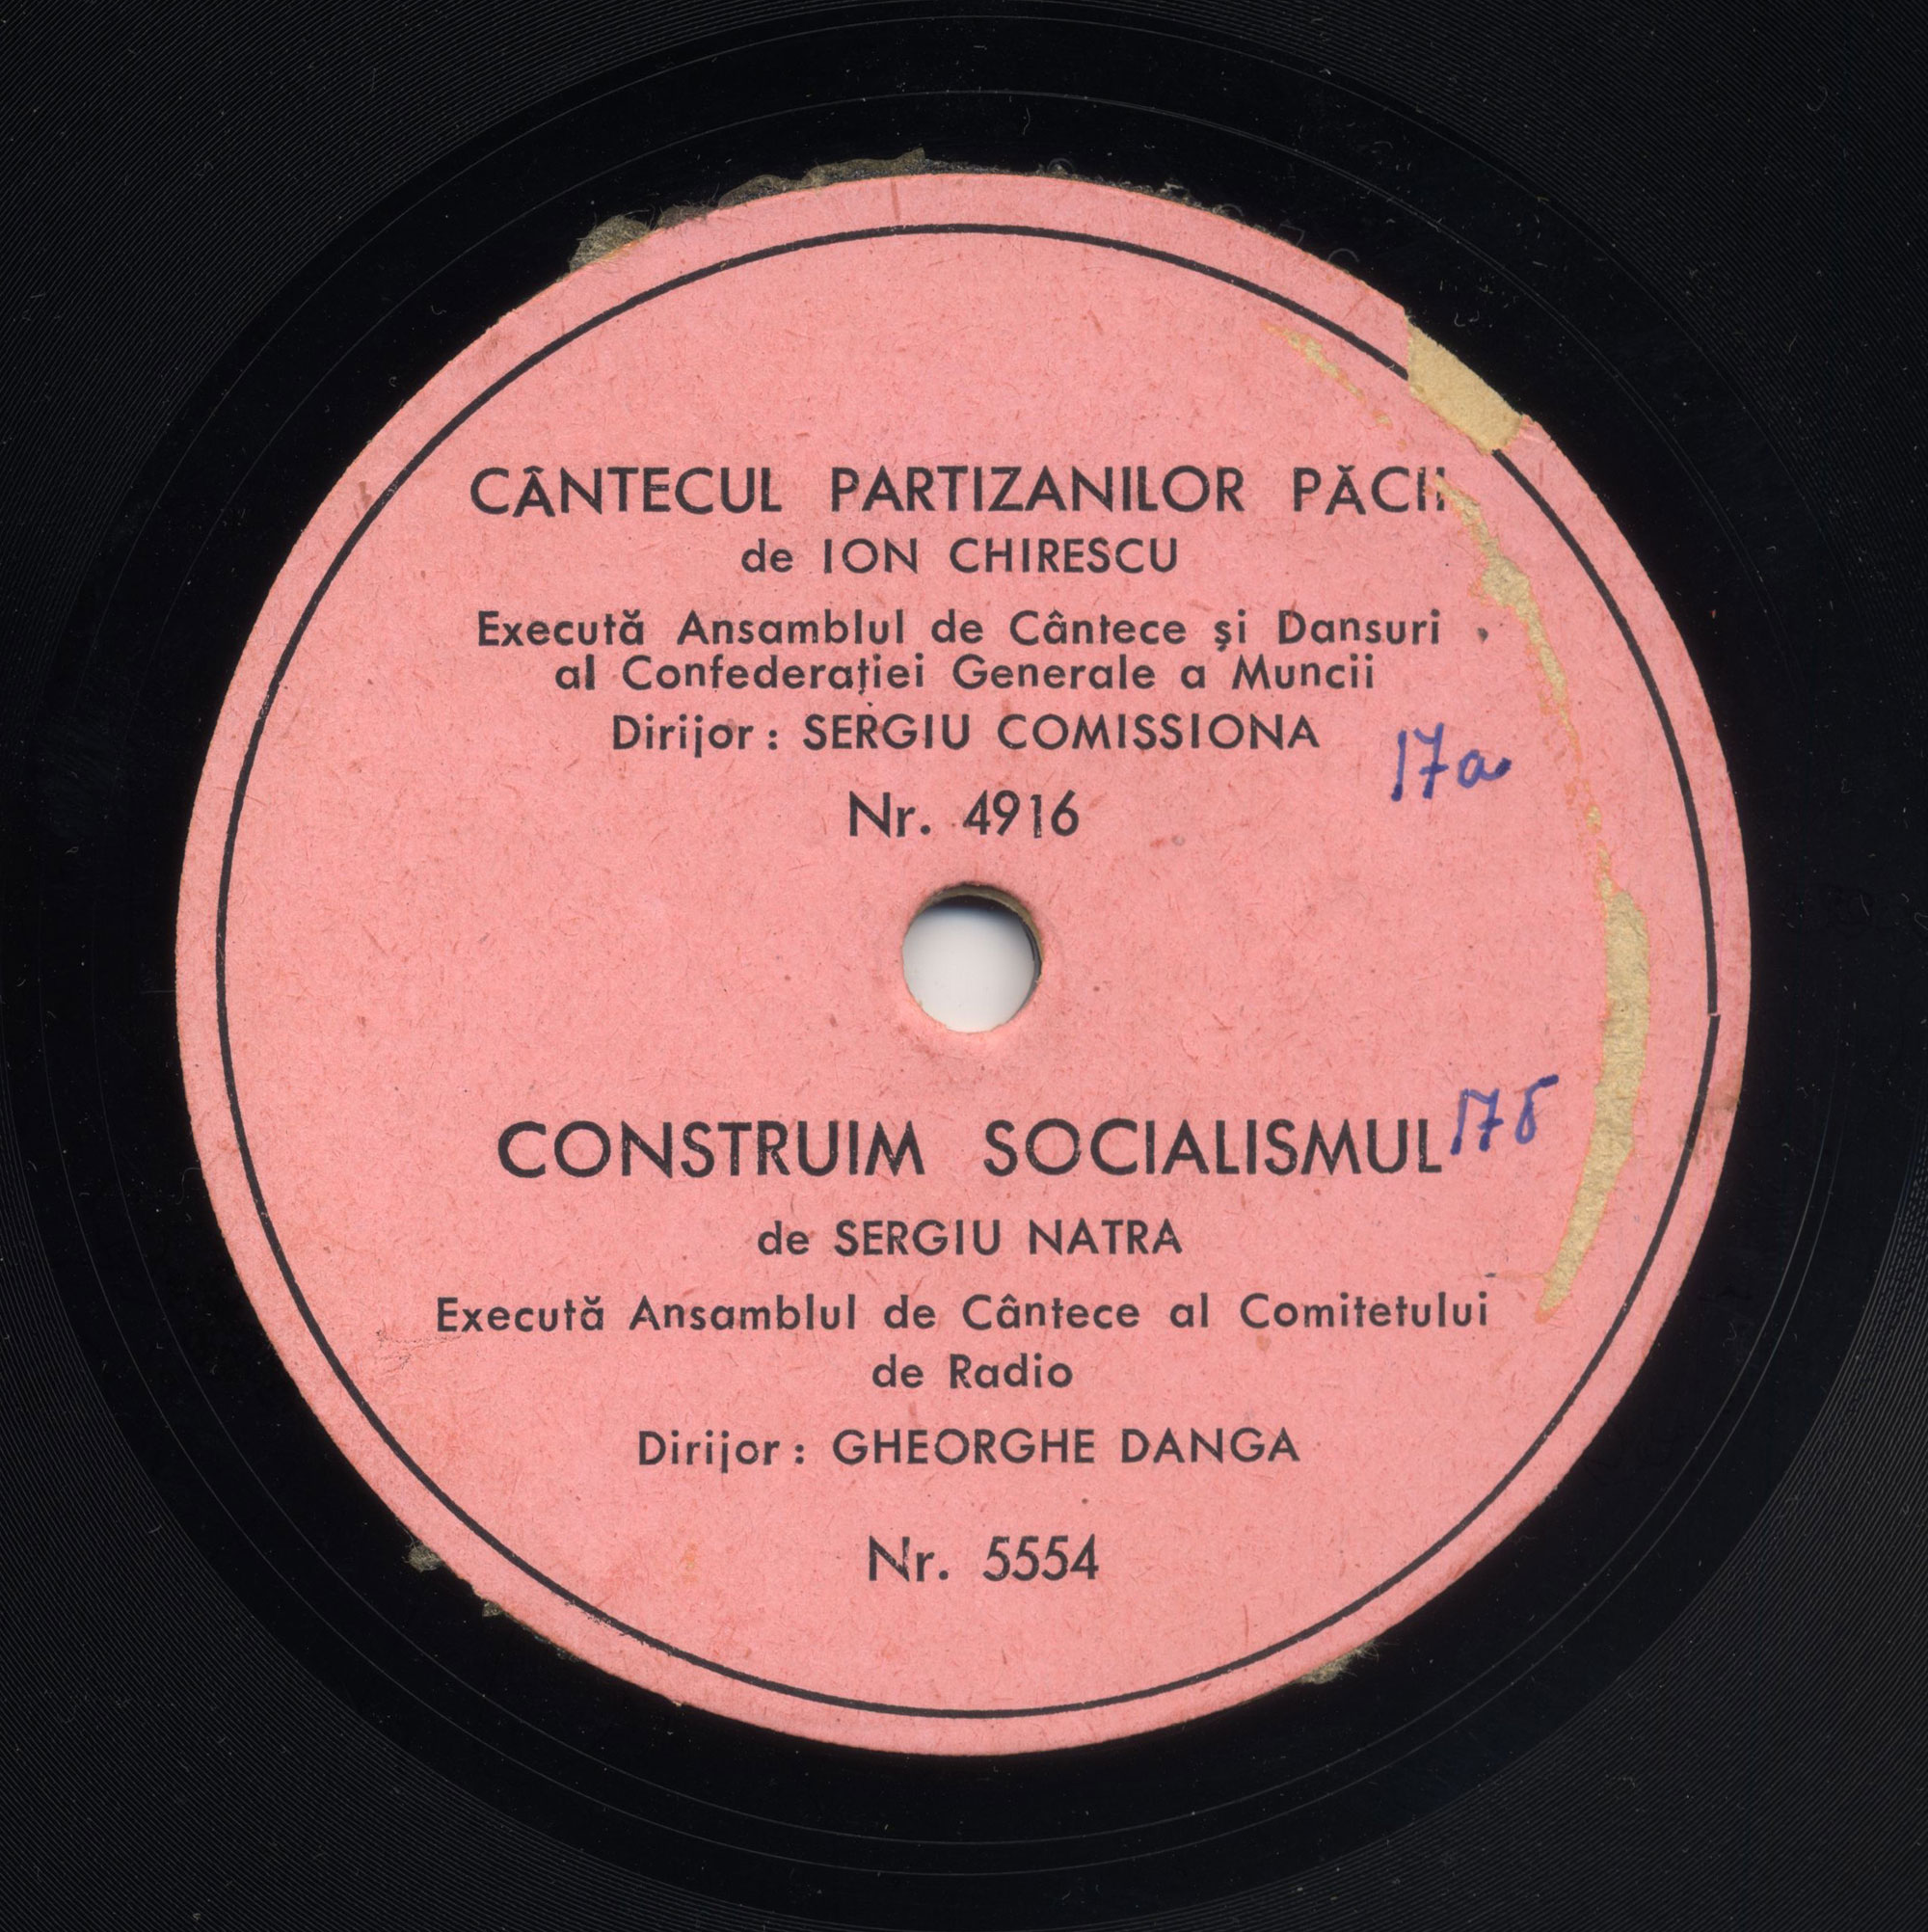 CÂNTECUL PARTIZANILOR PĂCII
de ION CHIRESCU
Execută Ansamblul de Cântece și Dansuri
al Confederației Generale a Muncii
Dirijor: SERGIU COMISSIONA
17a
Nr. 4916
CONSTRUIM SOCIALISMUL
17б
de SERGIU NATRA
Execută Ansamblul de Cântece al Comitetului
de Radio
Dirijor: GHEORGHE DANGA
Nr. 5554